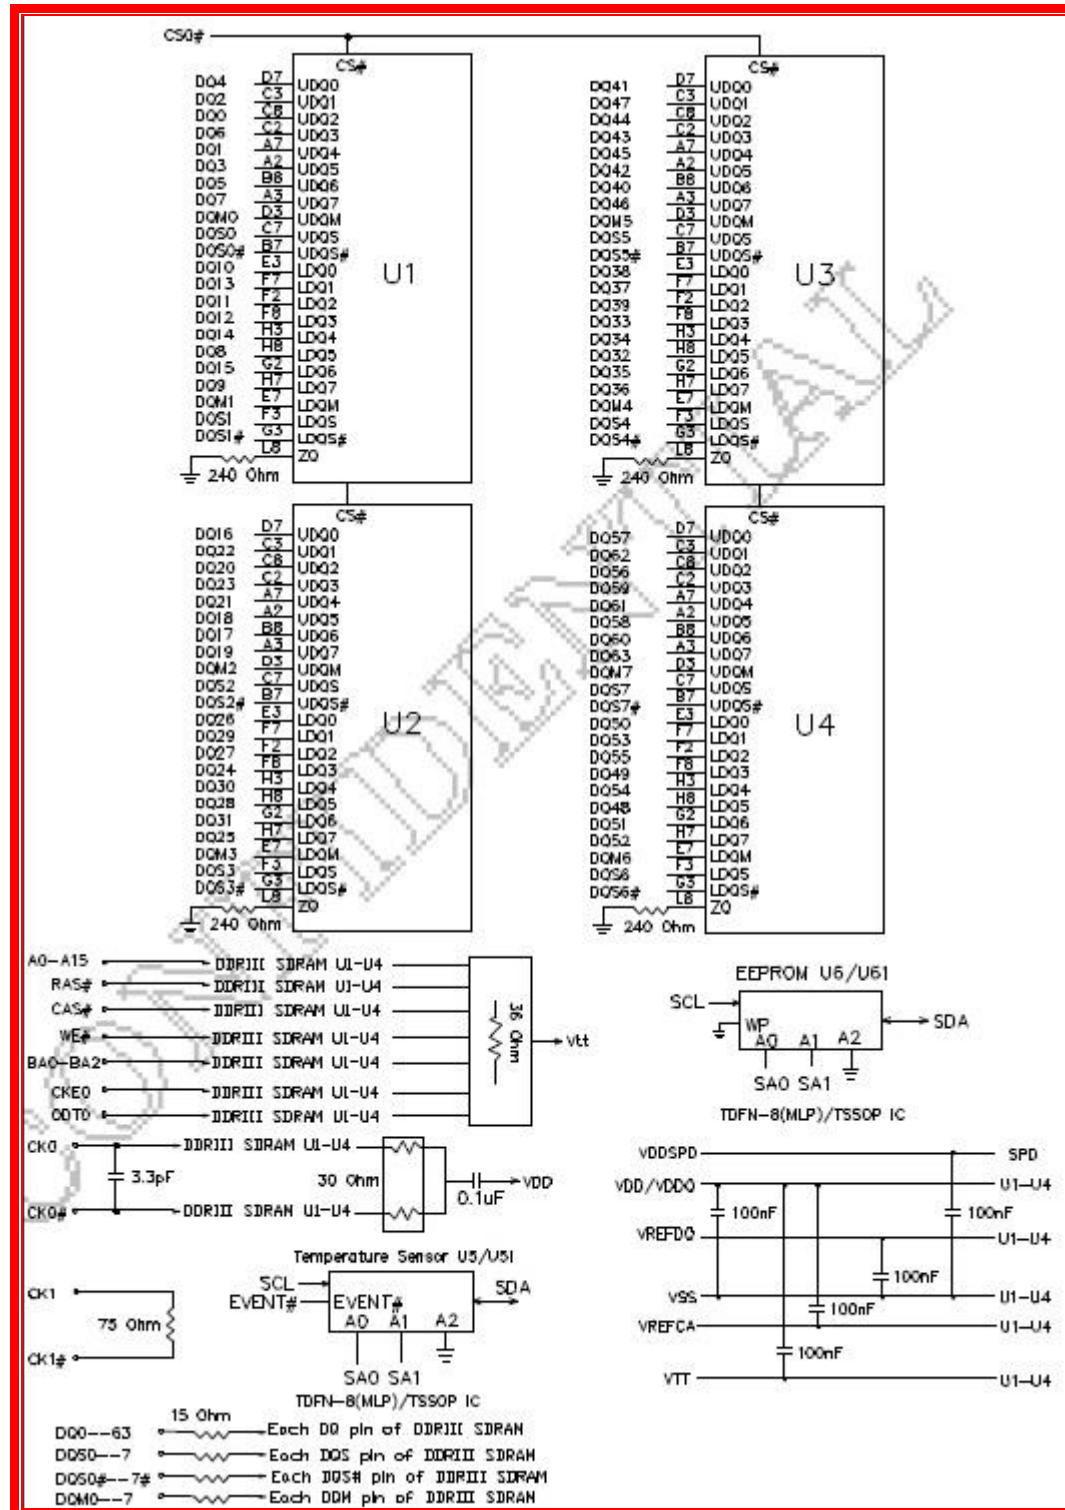 CS0#
CS#
DQ4 D7 UDQ0
DQ2 C3 UDQ1
DQ0 C8 UDQ2
DQ6 C2 UDQ3
DQ1 A7 UDQ4
DQ3 A2 UDQ5
DQ5 B8 UDQ6
DQ7 A3 UDQ7
DQM0 D3 UDQM
DQS0 C7 UDQS
DQS0# B7 UDQS#
DQ10 E3 LDQ0
DQ13 F7 LDQ1
DQ11 F2 LDQ2
DQ12 F8 LDQ3
DQ14 H3 LDQ4
DQ8 H8 LDQ5
DQ15 G2 LDQ6
DQ9 H7 LDQ7
DQM1 E7 LDQM
DQS1 F3 LDQS
DQS1# G3 LDQS#
L8 ZQ
240 Ohm
U1
CS#
DQ41 D7 UDQ0
DQ47 C3 UDQ1
DQ44 C8 UDQ2
DQ43 C2 UDQ3
DQ45 A7 UDQ4
DQ42 A2 UDQ5
DQ40 B8 UDQ6
DQ46 A3 UDQ7
DQM5 D3 UDQM
DQS5 C7 UDQS
DQS5# B7 UDQS#
DQ38 E3 LDQ0
DQ37 F7 LDQ1
DQ39 F2 LDQ2
DQ33 F8 LDQ3
DQ34 H3 LDQ4
DQ32 H8 LDQ5
DQ35 G2 LDQ6
DQ36 H7 LDQ7
DQM4 E7 LDQM
DQS4 F3 LDQS
DQS4# G3 LDQS#
L8 ZQ
240 Ohm
U3
CS#
DQ16 D7 UDQ0
DQ22 C3 UDQ1
DQ20 C8 UDQ2
DQ23 C2 UDQ3
DQ21 A7 UDQ4
DQ18 A2 UDQ5
DQ17 B8 UDQ6
DQ19 A3 UDQ7
DQM2 D3 UDQM
DQS2 C7 UDQS
DQS2# B7 UDQS#
DQ26 E3 LDQ0
DQ29 F7 LDQ1
DQ27 F2 LDQ2
DQ24 F8 LDQ3
DQ30 H3 LDQ4
DQ28 H8 LDQ5
DQ31 G2 LDQ6
DQ25 H7 LDQ7
DQM3 E7 LDQM
DQS3 F3 LDQS
DQS3# G3 LDQS#
L8 ZQ
240 Ohm
U2
CS#
DQ57 D7 UDQ0
DQ62 C3 UDQ1
DQ56 C8 UDQ2
DQ59 C2 UDQ3
DQ61 A7 UDQ4
DQ58 A2 UDQ5
DQ60 B8 UDQ6
DQ63 A3 UDQ7
DQM7 D3 UDQM
DQS7 C7 UDQS
DQS7# B7 UDQS#
DQ50 E3 LDQ0
DQ53 F7 LDQ1
DQ55 F2 LDQ2
DQ49 F8 LDQ3
DQ54 H3 LDQ4
DQ48 H8 LDQ5
DQ51 G2 LDQ6
DQ52 H7 LDQ7
DQM6 E7 LDQM
DQS6 F3 LDQS
DQS6# G3 LDQS#
L8 ZQ
240 Ohm
U4
CONFIDENTIAL
A0-A15 DDRIII SDRAM U1-U4
RAS# DDRIII SDRAM U1-U4
CAS# DDRIII SDRAM U1-U4
WE# DDRIII SDRAM U1-U4
BA0-BA2 DDRIII SDRAM U1-U4
CKE0 DDRIII SDRAM U1-U4
ODT0 DDRIII SDRAM U1-U4
36 Ohm
Vtt
CK0 DDRIII SDRAM U1-U4
3.3pF
30 Ohm
0.1uF
VDD
CK0# DDRIII SDRAN U1-U4
EEPROM U6/U61
SCL
WP
SDA
A0 A1 A2
SA0 SA1
TDFN-8(MLP)/TSSOP IC
Temperature Sensor U5/U51
SCL
SDA
EVENT# EVENT#
A0 A1 A2
SA0 SA1
TDFN-8(MLP)/TSSOP IC
CK1
75 Ohm
CK1#
VDDSPD SPD
VDD/VDDQ U1-U4
100nF 100nF
VREFDQ U1-U4
100nF
VSS U1-U4
100nF
VREFCA U1-U4
100nF
VTT U1-U4
15 Ohm
DQ0--63 Each DQ pin of DDRIII SDRAN
DQS0--7 Each DQS pin of DDRIII SDRAM
DQS0#--7# Each DQS# pin of DDRIII SDRAM
DQM0--7 Each DQM pin of DDRIII SDRAN